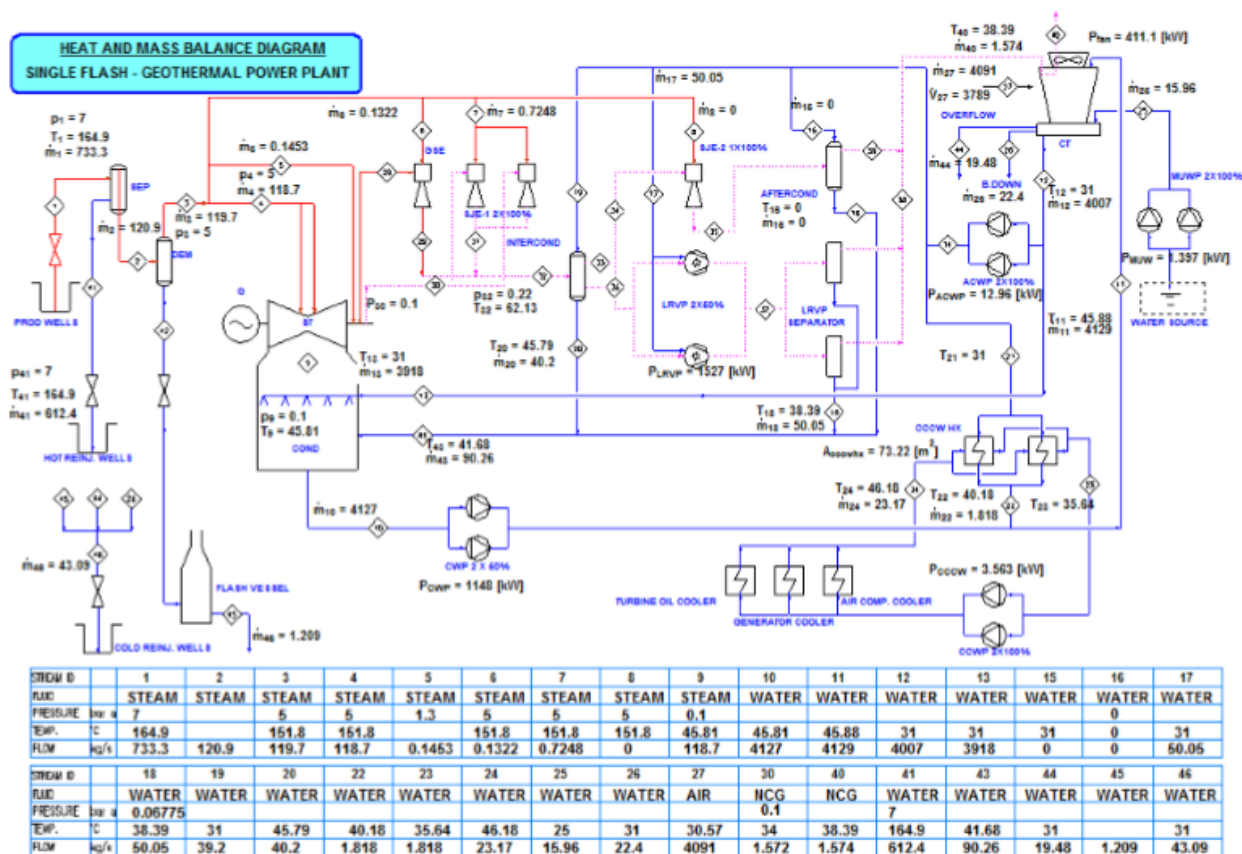 HEAT AND MASS BALANCE DIAGRAM
SINGLE FLASH - GEOTHERMAL POWER PLANT
T40 = 38.39
ṁ40 = 1.574
Pfan = 411.1 [kW]
ṁ17 = 50.05
ṁ27 = 4091
V̇27 = 3789
ṁ25 = 15.96
p1 = 7
T1 = 164.9
ṁ1 = 733.3
ṁ6 = 0.1322
ṁ7 = 0.7248
ṁ8 = 0
ṁ16 = 0
OVERFLOW
CT
ṁ5 = 0.1453
GSE
SJE-2 1X100%
ṁ44 = 19.48
B.DOWN
ṁ26 = 22.4
T12 = 31
ṁ12 = 4007
MUWP 2X100%
SEP
p4 = 5
ṁ4 = 118.7
SJE-1 2X100%
AFTERCOND
T16 = 0
ṁ16 = 0
ṁ3 = 119.7
p3 = 5
ṁ2 = 120.9
DEM
INTERCOND
PMUW = 1.397 [kW]
ACWP 2X100%
PACWP = 12.96 [kW]
PROD WELLS
G
ST
P30 = 0.1
p32 = 0.22
T32 = 62.13
LRVP 2X50%
LRVP
SEPARATOR
T11 = 45.88
ṁ11 = 4129
WATER SOURCE
T20 = 45.79
ṁ20 = 40.2
PLRVP = 1527 [kW]
T21 = 31
p41 = 7
T41 = 164.9
ṁ41 = 612.4
T13 = 31
ṁ13 = 3918
p9 = 0.1
T9 = 45.81
COND
T18 = 38.39
ṁ18 = 50.05
T43 = 41.68
ṁ43 = 90.26
CCCW HX
Acccwhx = 73.22 [m²]
HOT REINJ. WELLS
T24 = 46.18
ṁ24 = 23.17
T22 = 40.18
ṁ22 = 1.818
T23 = 35.64
ṁ10 = 4127
CWP 2 X 50%
PCWP = 1148 [kW]
ṁ46 = 43.09
FLASH VESSEL
PCCCW = 3.563 [kW]
TURBINE OIL COOLER
AIR COMP. COOLER
GENERATOR COOLER
CCWP 2X100%
COLD REINJ. WELLS
ṁ45 = 1.209
STREAM ID 1 2 3 4 5 6 7 8 9 10 11 12 13 15 16 17
FLUID STEAM STEAM STEAM STEAM STEAM STEAM STEAM STEAM STEAM WATER WATER WATER WATER WATER WATER WATER
PRESSURE bar a 7 5 5 1.3 5 5 5 0.1 0
TEMP. °C 164.9 151.8 151.8 151.8 151.8 151.8 45.81 45.81 45.88 31 31 31 0 31
FLOW kg/s 733.3 120.9 119.7 118.7 0.1453 0.1322 0.7248 0 118.7 4127 4129 4007 3918 0 0 50.05
STREAM ID 18 19 20 22 23 24 25 26 27 30 40 41 43 44 45 46
FLUID WATER WATER WATER WATER WATER WATER WATER WATER AIR NCG NCG WATER WATER WATER WATER WATER
PRESSURE bar a 0.06775 0.1 7
TEMP. °C 38.39 31 45.79 40.18 35.64 46.18 25 31 30.57 34 38.39 164.9 41.68 31 31
FLOW kg/s 50.05 39.2 40.2 1.818 1.818 23.17 15.96 22.4 4091 1.572 1.574 612.4 90.26 19.48 1.209 43.09